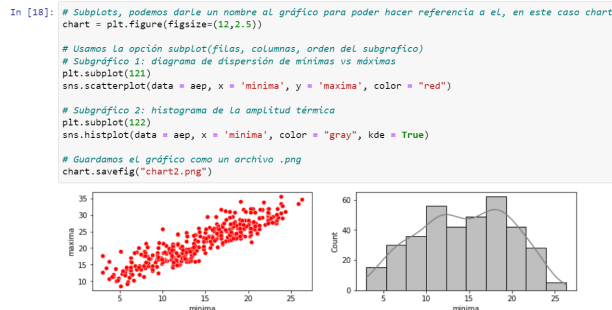 In [18]: # Subplots, podemos darle un nombre al gráfico para poder hacer referencia a el, en este caso chart
chart = plt.figure(figsize=(12,2.5))
# Usamos la opción subplot(filas, columnas, orden del subgrafico)
# Subgráfico 1: diagrama de dispersión de mínimas vs máximas
plt.subplot(121)
sns.scatterplot(data = aep, x = 'minima', y = 'maxima', color = "red")
# Subgráfico 2: histograma de la amplitud térmica
plt.subplot(122)
sns.histplot(data = aep, x = 'minima', color = "gray", kde = True)
# Guardamos el gráfico como un archivo .png
chart.savefig("chart2.png")
35
30
25
20
15
10
maxima
5 10 15 20 25
minima
60
40
20
0
Count
5 10 15 20 25
minima